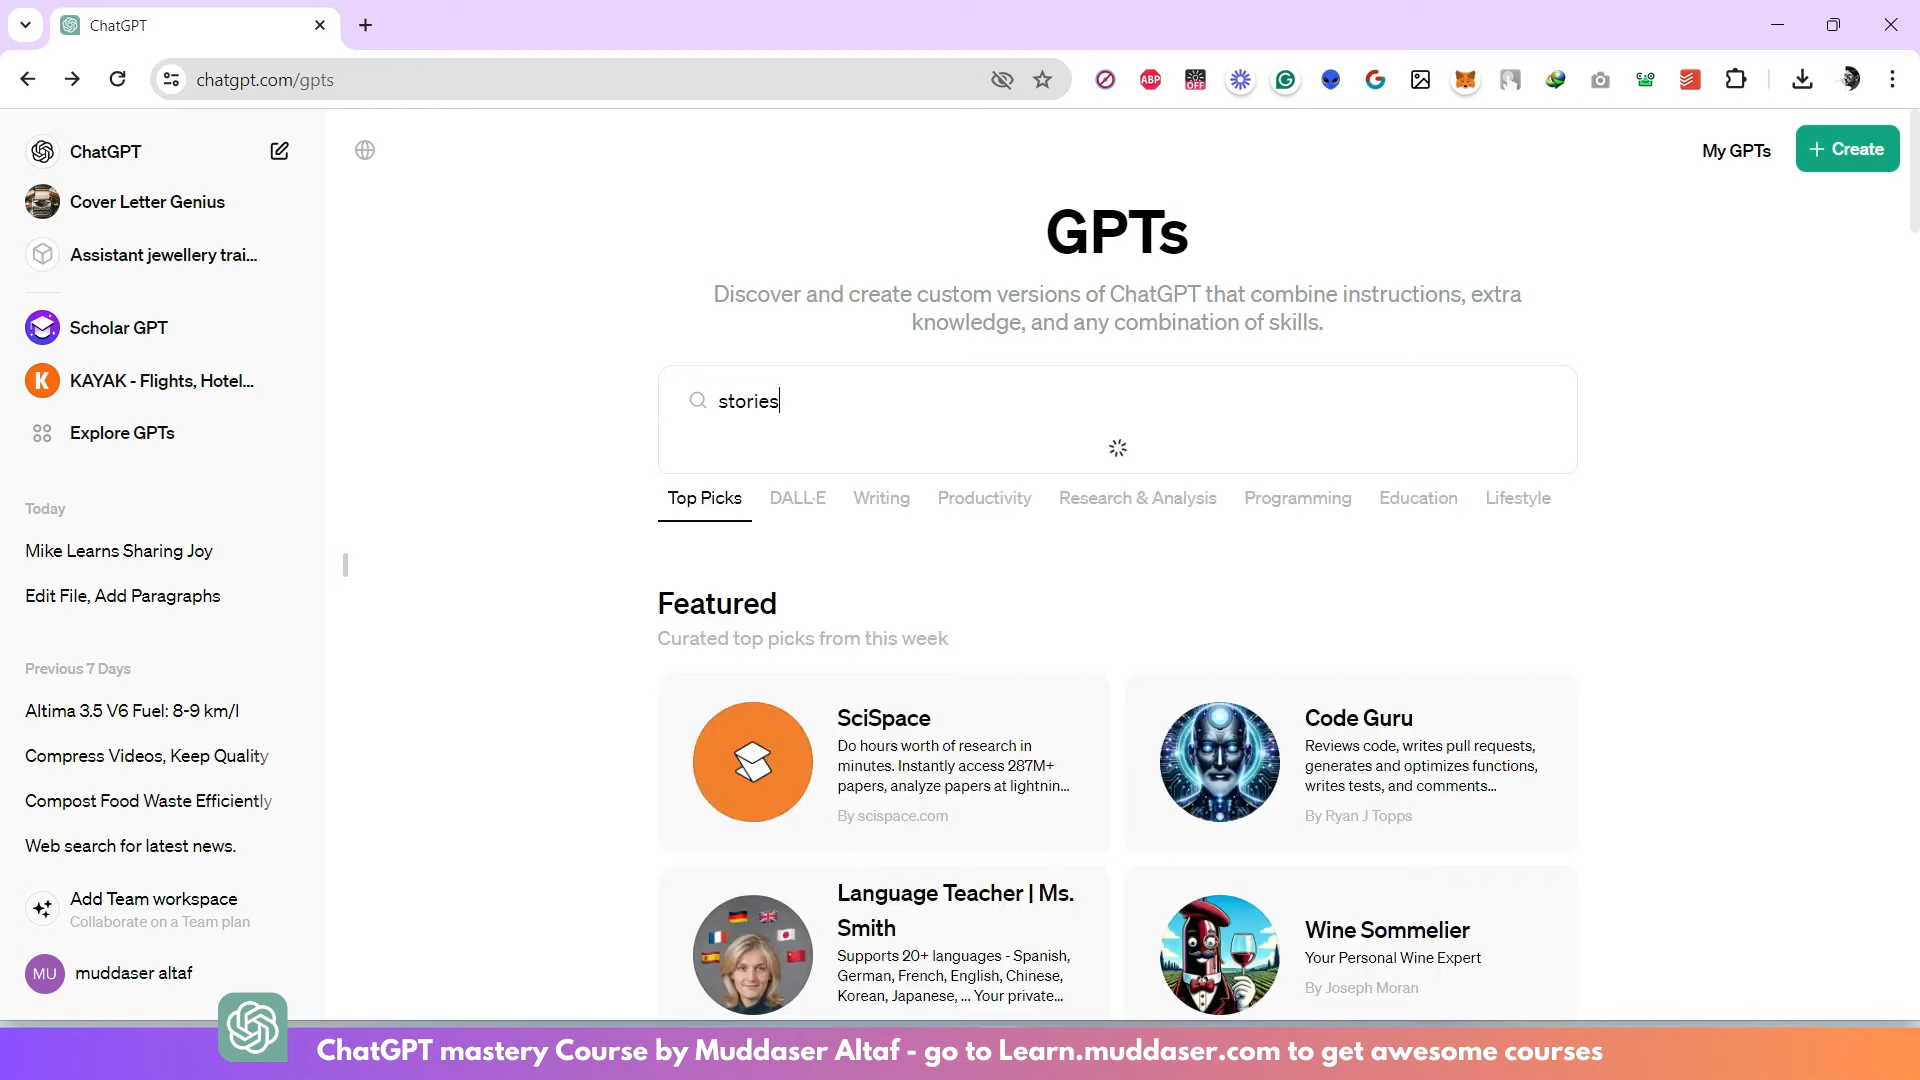 ChatGPT
chatgpt.com/gpts
ABP
OFF
ChatGPT
Cover Letter Genius
Assistant jewellery trai...
Scholar GPT
K
KAYAK - Flights, Hotel...
Explore GPTs
Today
Mike Learns Sharing Joy
Edit File, Add Paragraphs
Previous 7 Days
Altima 3.5 V6 Fuel: 8-9 km/l
Compress Videos, Keep Quality
Compost Food Waste Efficiently
Web search for latest news.
Add Team workspace
Collaborate on a Team plan
MU
muddaser altaf
My GPTs
+ Create
GPTs
Discover and create custom versions of ChatGPT that combine instructions, extra
knowledge, and any combination of skills.
stories
Top Picks DALL·E Writing Productivity Research & Analysis Programming Education Lifestyle
Featured
Curated top picks from this week
SciSpace
Do hours worth of research in
minutes. Instantly access 287M+
papers, analyze papers at lightnin...
By scispace.com
Code Guru
Reviews code, writes pull requests,
generates and optimizes functions,
writes tests, and comments...
By Ryan J Topps
Language Teacher | Ms.
Smith
Supports 20+ languages - Spanish,
German, French, English, Chinese,
Korean, Japanese, ... Your private...
Wine Sommelier
Your Personal Wine Expert
By Joseph Moran
ChatGPT mastery Course by Muddaser Altaf - go to Learn.muddaser.com to get awesome courses